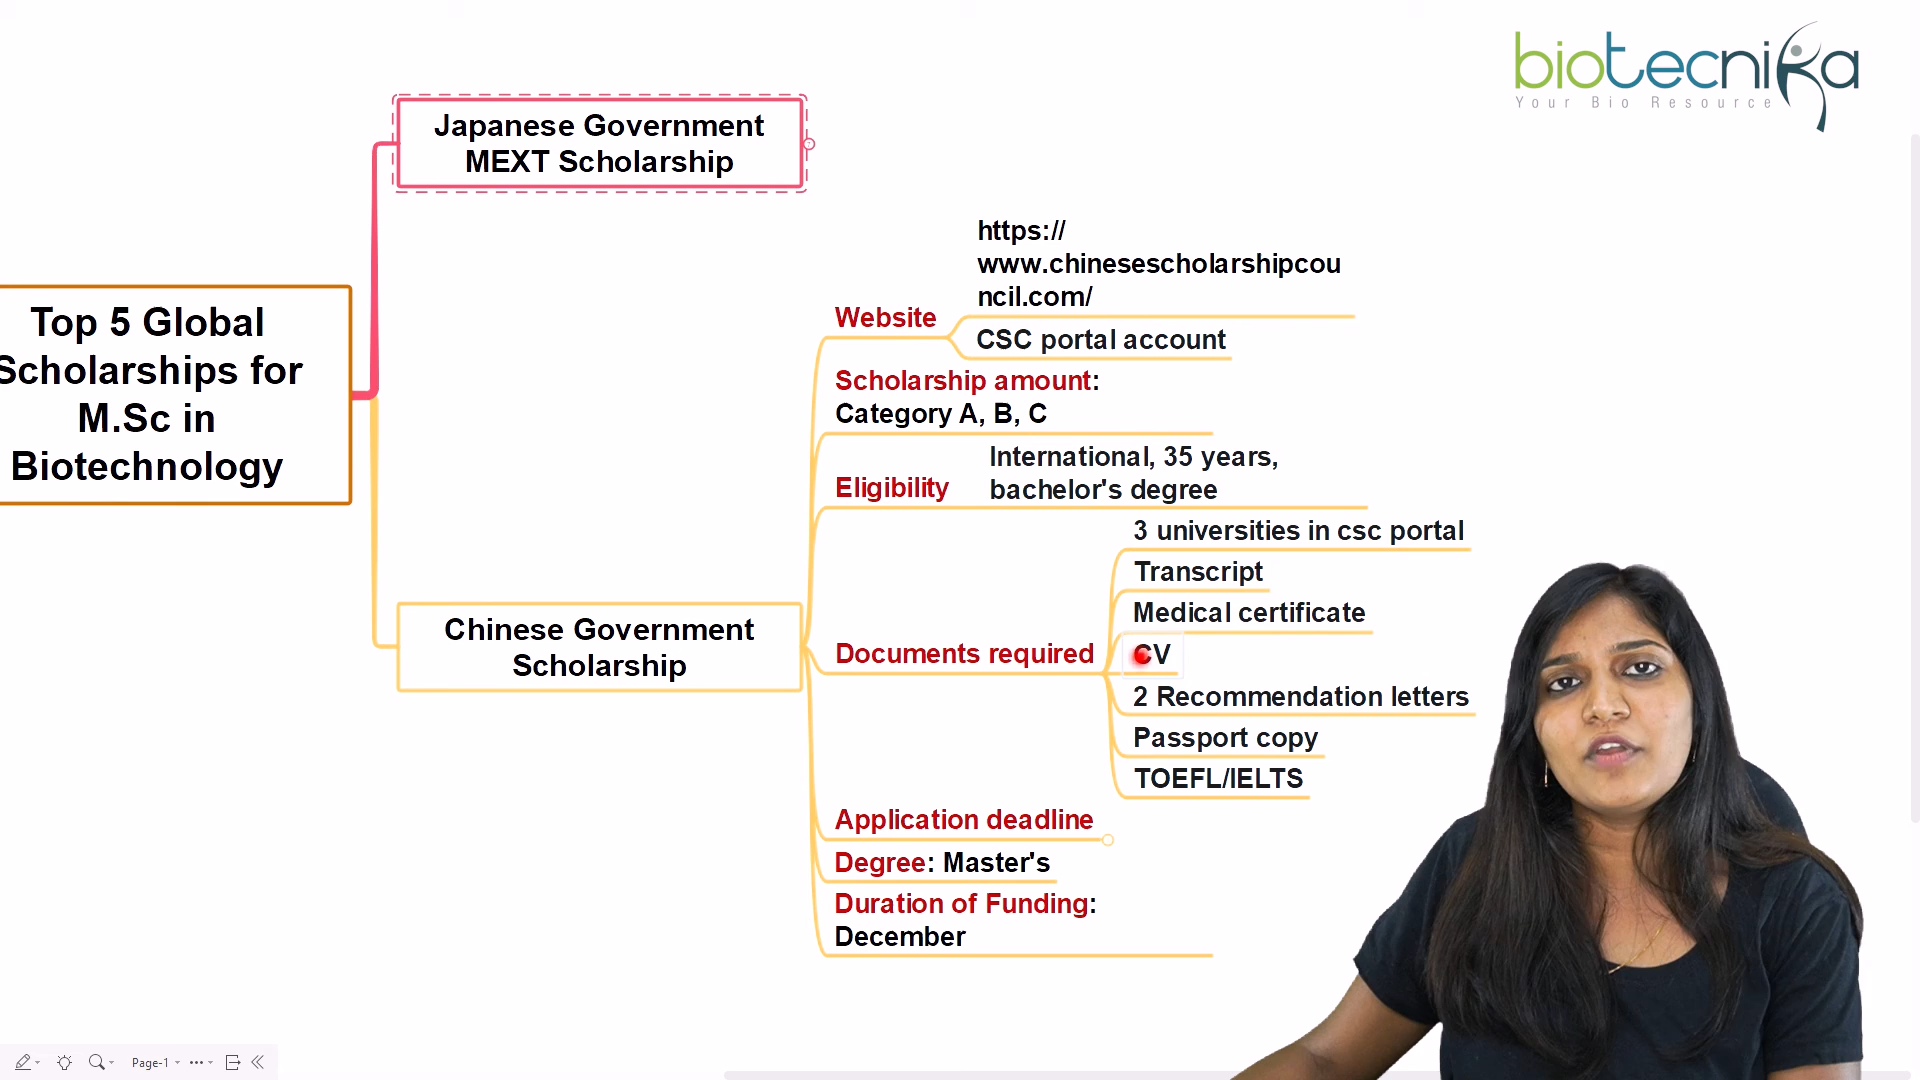 biotecnika
Your Bio Resource
Japanese Government
MEXT Scholarship
Top 5 Global
Scholarships for
M.Sc in
Biotechnology
Chinese Government
Scholarship
Website
https://
www.chinesescholarshipcou
ncil.com/
CSC portal account
Scholarship amount:
Category A, B, C
Eligibility
International, 35 years,
bachelor's degree
Documents required
3 universities in csc portal
Transcript
Medical certificate
CV
2 Recommendation letters
Passport copy
TOEFL/IELTS
Application deadline
Degree: Master's
Duration of Funding:
December
Page-1